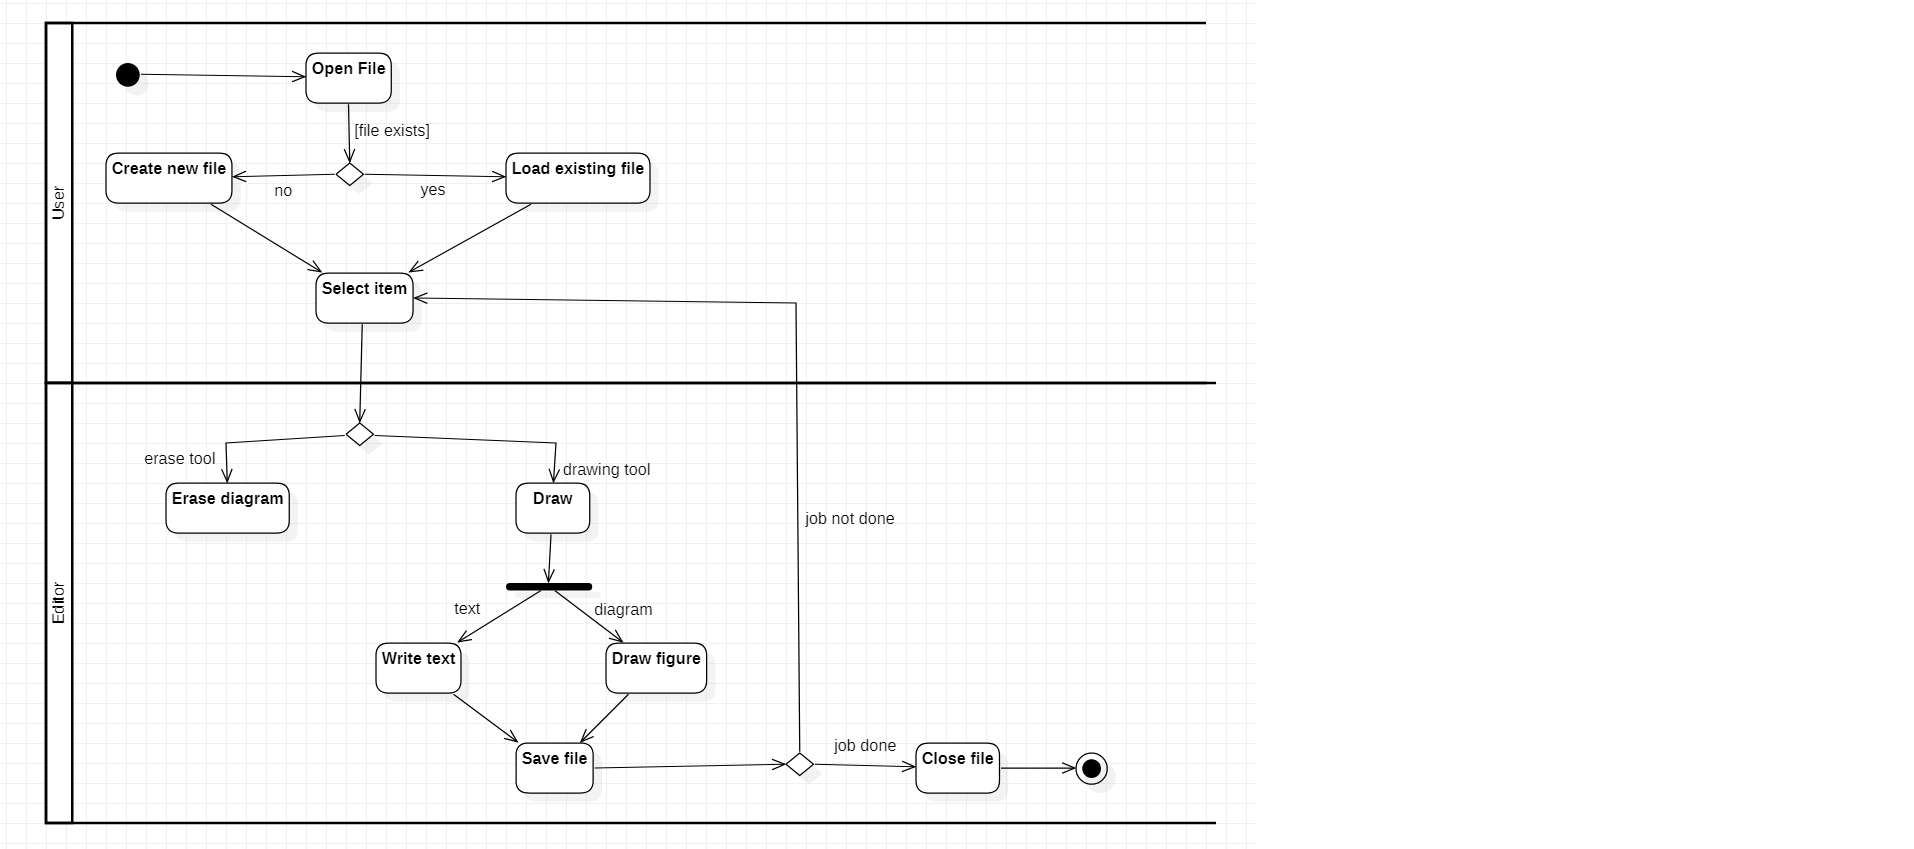 User
Open File
[file exists]
Create new file
no
yes
Load existing file
Select item
Editor
erase tool
drawing tool
Erase diagram
Draw
job not done
text
diagram
Write text
Draw figure
Save file
job done
Close file